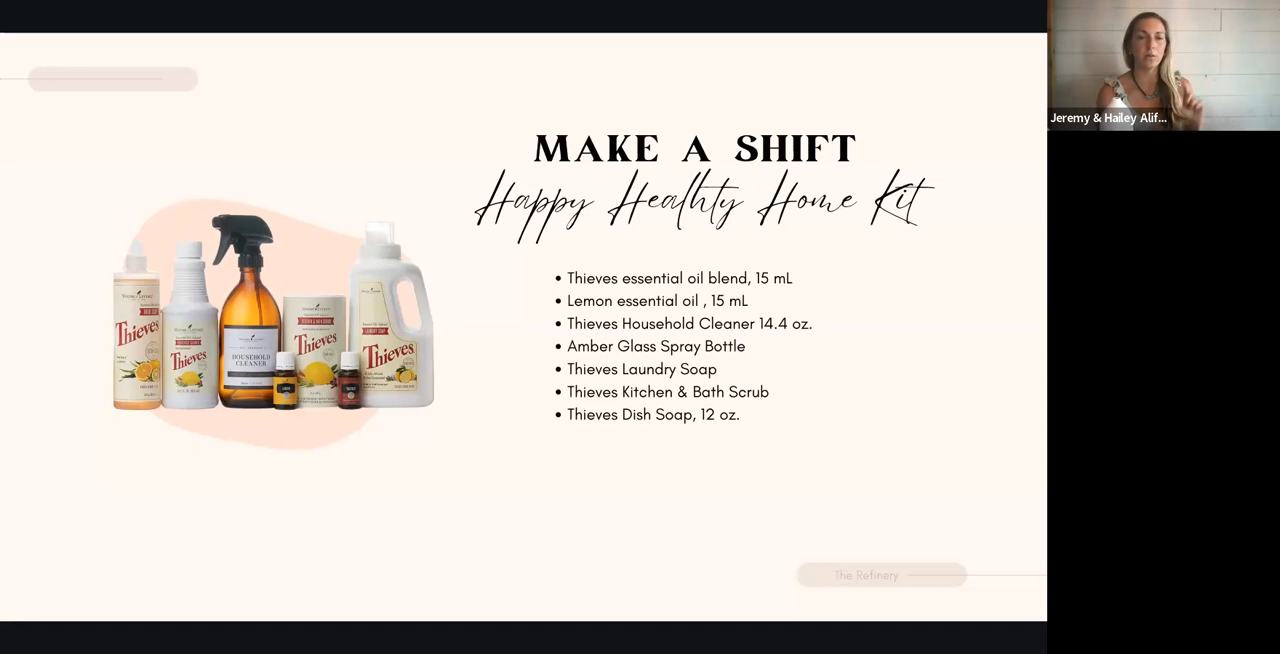 MAKE A SHIFT
Happy Healhty Home Kit
• Thieves essential oil blend, 15 mL
• Lemon essential oil , 15 mL
• Thieves Household Cleaner 14.4 oz.
• Amber Glass Spray Bottle
• Thieves Laundry Soap
• Thieves Kitchen & Bath Scrub
• Thieves Dish Soap, 12 oz.
Thieves
Thieves
HOUSEHOLD
CLEANER
Thieves
Thieves
The Refinery
Jeremy & Hailey Alif...